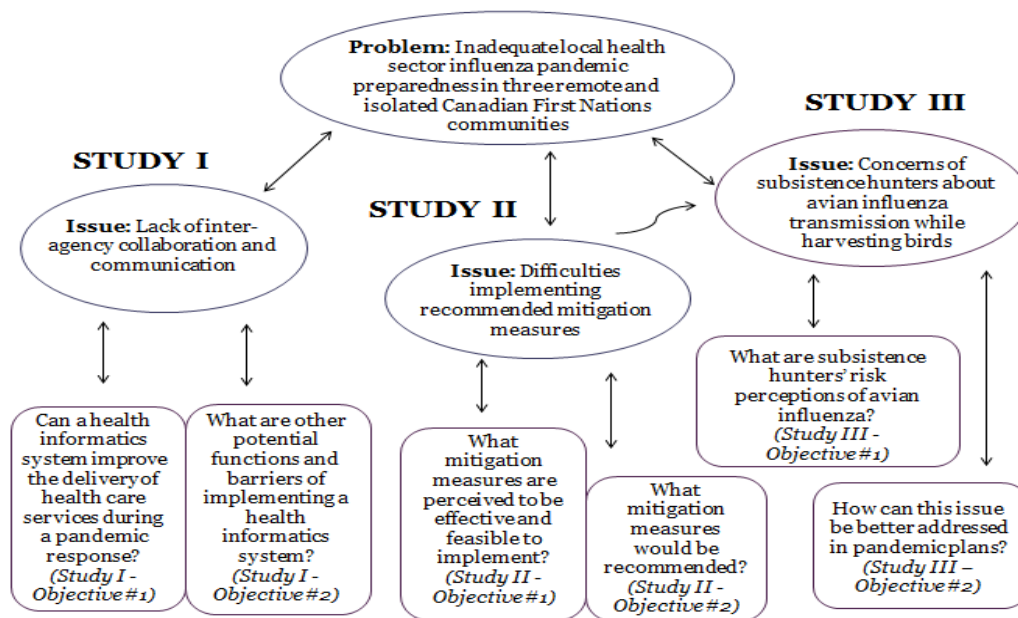 Problem: Inadequate local health
sector influenza pandemic
preparedness in three remote and
isolated Canadian First Nations
communities
STUDY I
Issue: Lack of inter-
agency collaboration and
communication
STUDY II
Issue: Difficulties
implementing
recommended mitigation
measures
STUDY III
Issue: Concerns of
subsistence hunters about
avian influenza
transmission while
harvesting birds
Can a health
informatics
system improve
the delivery of
health care
services during
a pandemic
response?
(Study I -
Objective #1)
What are other
potential
functions and
barriers of
implementing a
health
informatics
system?
(Study I -
Objective #2)
What
mitigation
measures are
perceived to be
effective and
feasible to
implement?
(Study II -
Objective #1)
What
mitigation
measures
would be
recommended?
(Study II -
Objective #2)
What are subsistence
hunters' risk
perceptions of avian
influenza?
(Study III -
Objective #1)
How can this issue
be better addressed
in pandemic plans?
(Study III –
Objective #2)